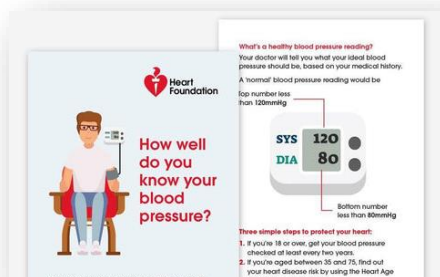 Heart
Foundation
How well
do you
know your
blood
pressure?
What's a healthy blood pressure reading?
Your doctor will tell you what your ideal blood
pressure should be, based on your medical history.
A 'normal' blood pressure reading would be
Top number less
than 120mmHg
SYS 120
DIA 80
Bottom number
less than 80mmHg
Three simple steps to protect your heart:
1. If you're 18 or over, get your blood pressure
checked at least every two years.
2. If you're aged between 35 and 75, find out
your heart disease risk by using the Heart Age